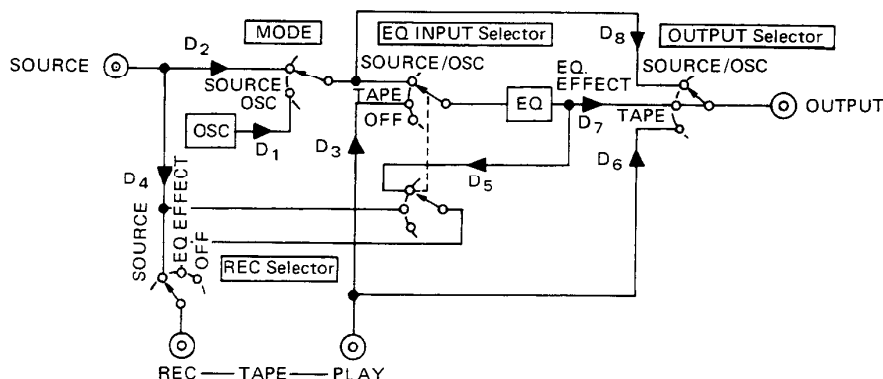 MODE
EQ INPUT Selector
OUTPUT Selector
D2
D8
SOURCE
SOURCE
OSC
SOURCE/OSC
EQ.
EFFECT
SOURCE/OSC
TAPE
OFF
EQ
D7
TAPE
OUTPUT
OSC
D1
D3
D6
D4
D5
SOURCE
EQ EFFECT
OFF
REC Selector
REC — TAPE — PLAY